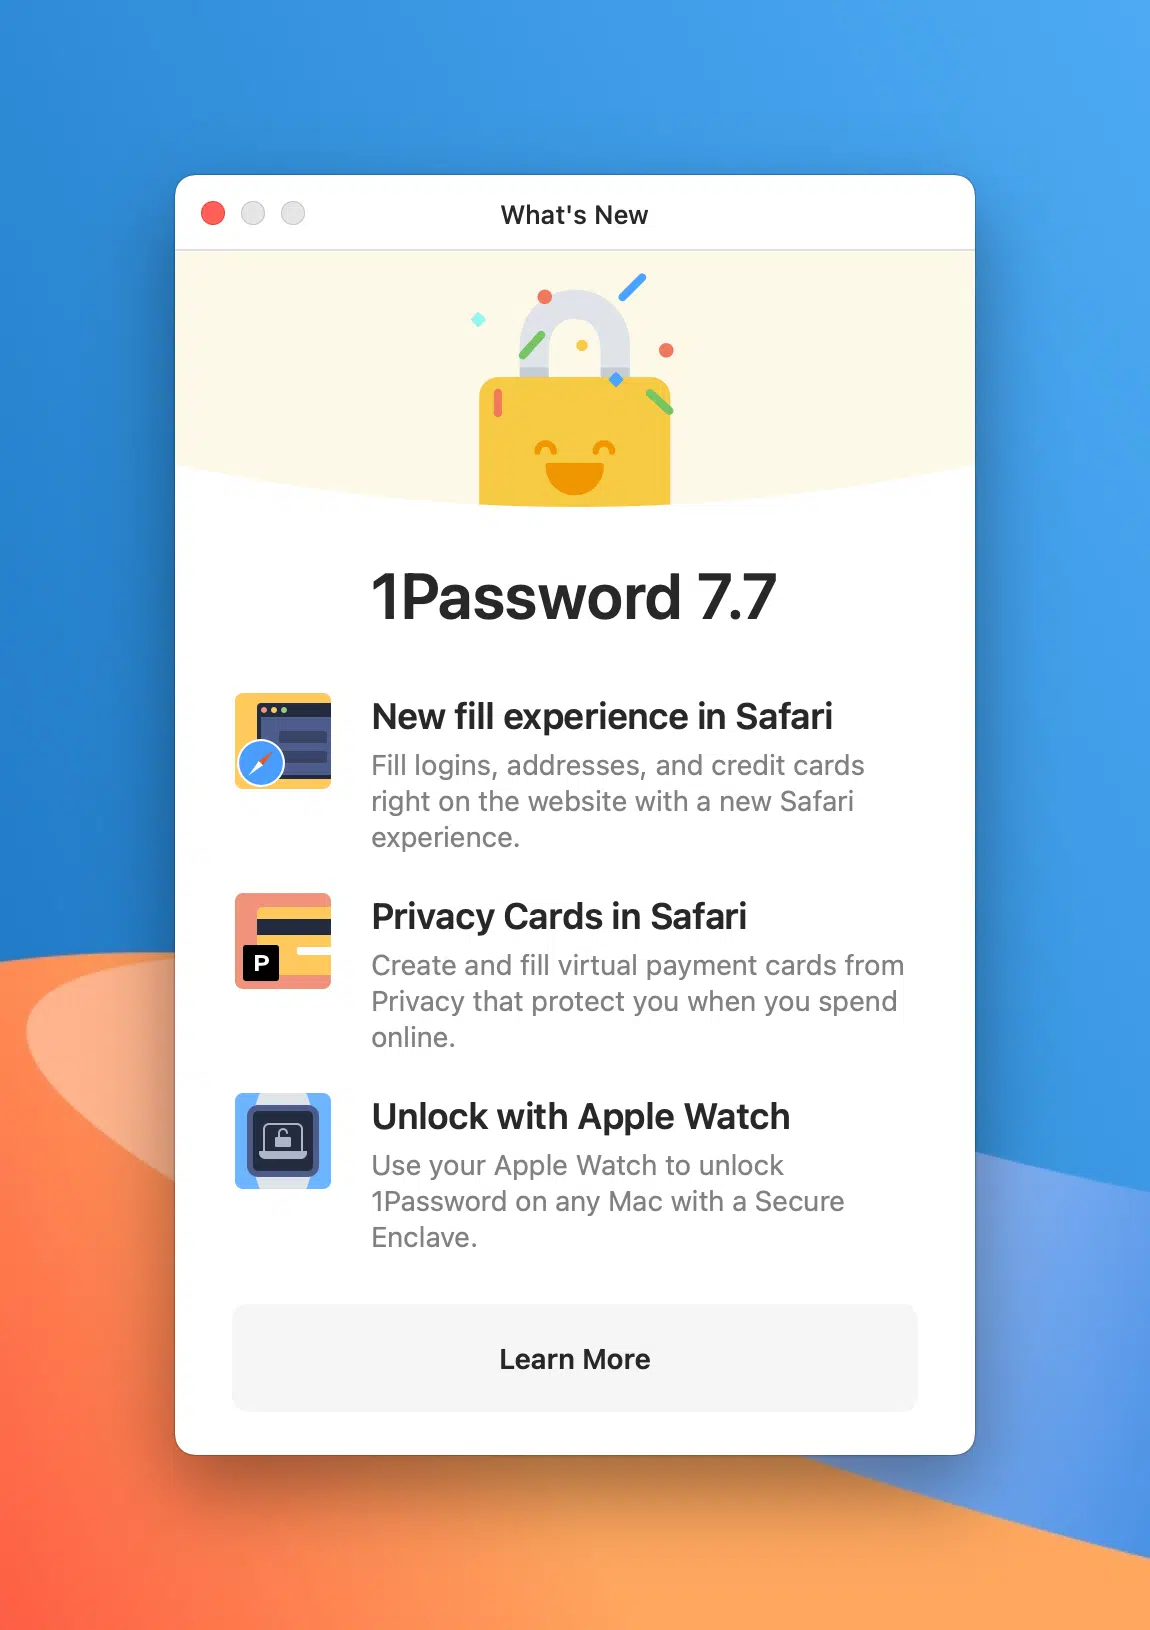 What's New
1Password 7.7
New fill experience in Safari
Fill logins, addresses, and credit cards
right on the website with a new Safari
experience.
P
Privacy Cards in Safari
Create and fill virtual payment cards from
Privacy that protect you when you spend
online.
Unlock with Apple Watch
Use your Apple Watch to unlock
1Password on any Mac with a Secure
Enclave.
Learn More